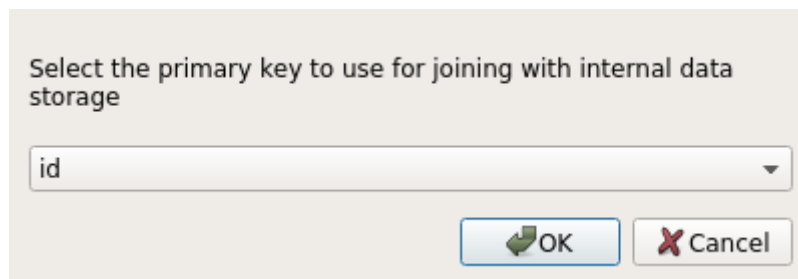 Select the primary key to use for joining with internal data
storage
id
OK
Cancel